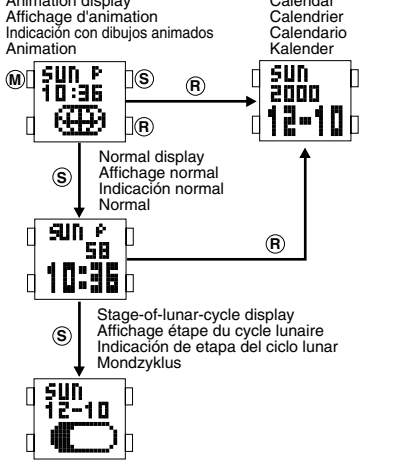 Animation display
Affichage d'animation
Indicación con dibujos animados
Animation
Calendar
Calendrier
Calendario
Kalender
M
SUN P
10:36
S
R
R
SUN
2000
12-10
S
Normal display
Affichage normal
Indicación normal
Normal
SUN P
58
10:36
R
S
Stage-of-lunar-cycle display
Affichage étape du cycle lunaire
Indicación de etapa del ciclo lunar
Mondzyklus
SUN
12-10